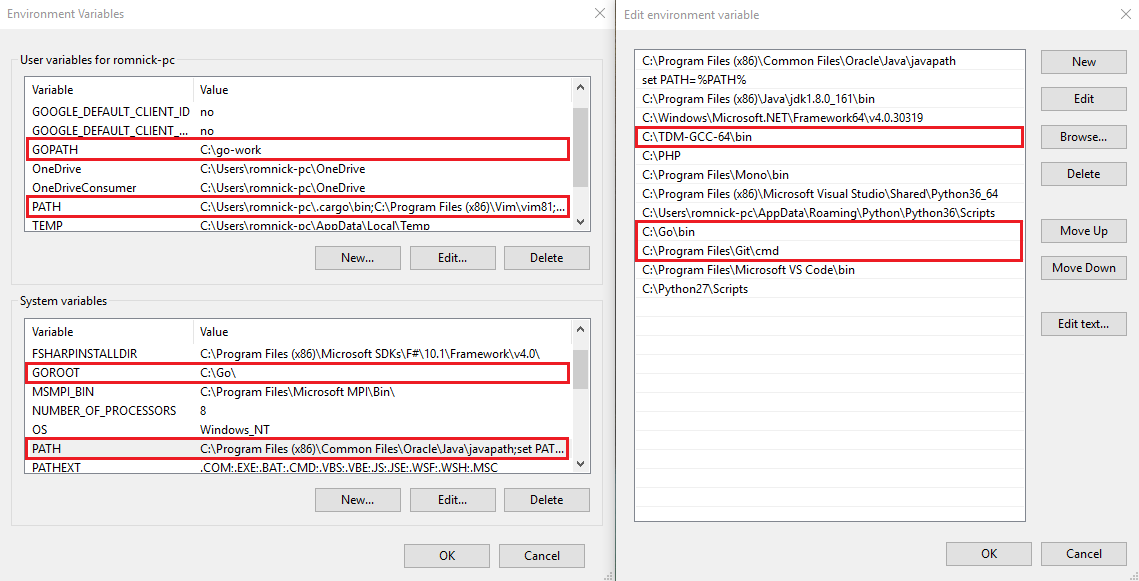 Environment Variables
User variables for romnick-pc
Variable Value
GOOGLE_DEFAULT_CLIENT_ID no
GOOGLE_DEFAULT_CLIENT_... no
GOPATH C:\go-work
OneDrive C:\Users\romnick-pc\OneDrive
OneDriveConsumer C:\Users\romnick-pc\OneDrive
PATH C:\Users\romnick-pc\.cargo\bin;C:\Program Files (x86)\Vim\vim81;...
TEMP C:\Users\romnick-pc\AppData\Local\Temp
New... Edit... Delete
System variables
Variable Value
FSHARPINSTALLDIR C:\Program Files (x86)\Microsoft SDKs\F#\10.1\Framework\v4.0\
GOROOT C:\Go\
MSMPI_BIN C:\Program Files\Microsoft MPI\Bin\
NUMBER_OF_PROCESSORS 8
OS Windows_NT
PATH C:\Program Files (x86)\Common Files\Oracle\Java\javapath;set PAT...
PATHEXT .COM;.EXE;.BAT;.CMD;.VBS;.VBE;.JS;.JSE;.WSF;.WSH;.MSC
New... Edit... Delete
OK Cancel
Edit environment variable
C:\Program Files (x86)\Common Files\Oracle\Java\javapath
set PATH=%PATH%
C:\Program Files (x86)\Java\jdk1.8.0_161\bin
C:\Windows\Microsoft.NET\Framework64\v4.0.30319
C:\TDM-GCC-64\bin
C:\PHP
C:\Program Files\Mono\bin
C:\Program Files (x86)\Microsoft Visual Studio\Shared\Python36_64
C:\Users\romnick-pc\AppData\Roaming\Python\Python36\Scripts
C:\Go\bin
C:\Program Files\Git\cmd
C:\Program Files\Microsoft VS Code\bin
C:\Python27\Scripts
New
Edit
Browse...
Delete
Move Up
Move Down
Edit text...
OK Cancel